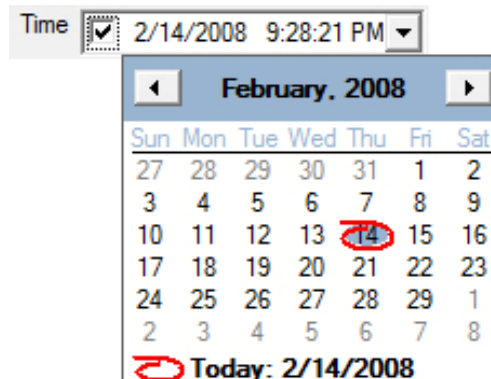 Time 2/14/2008 9:28:21 PM
February, 2008
Sun Mon Tue Wed Thu Fri Sat
27 28 29 30 31 1 2
3 4 5 6 7 8 9
10 11 12 13 14 15 16
17 18 19 20 21 22 23
24 25 26 27 28 29 1
2 3 4 5 6 7 8
Today: 2/14/2008